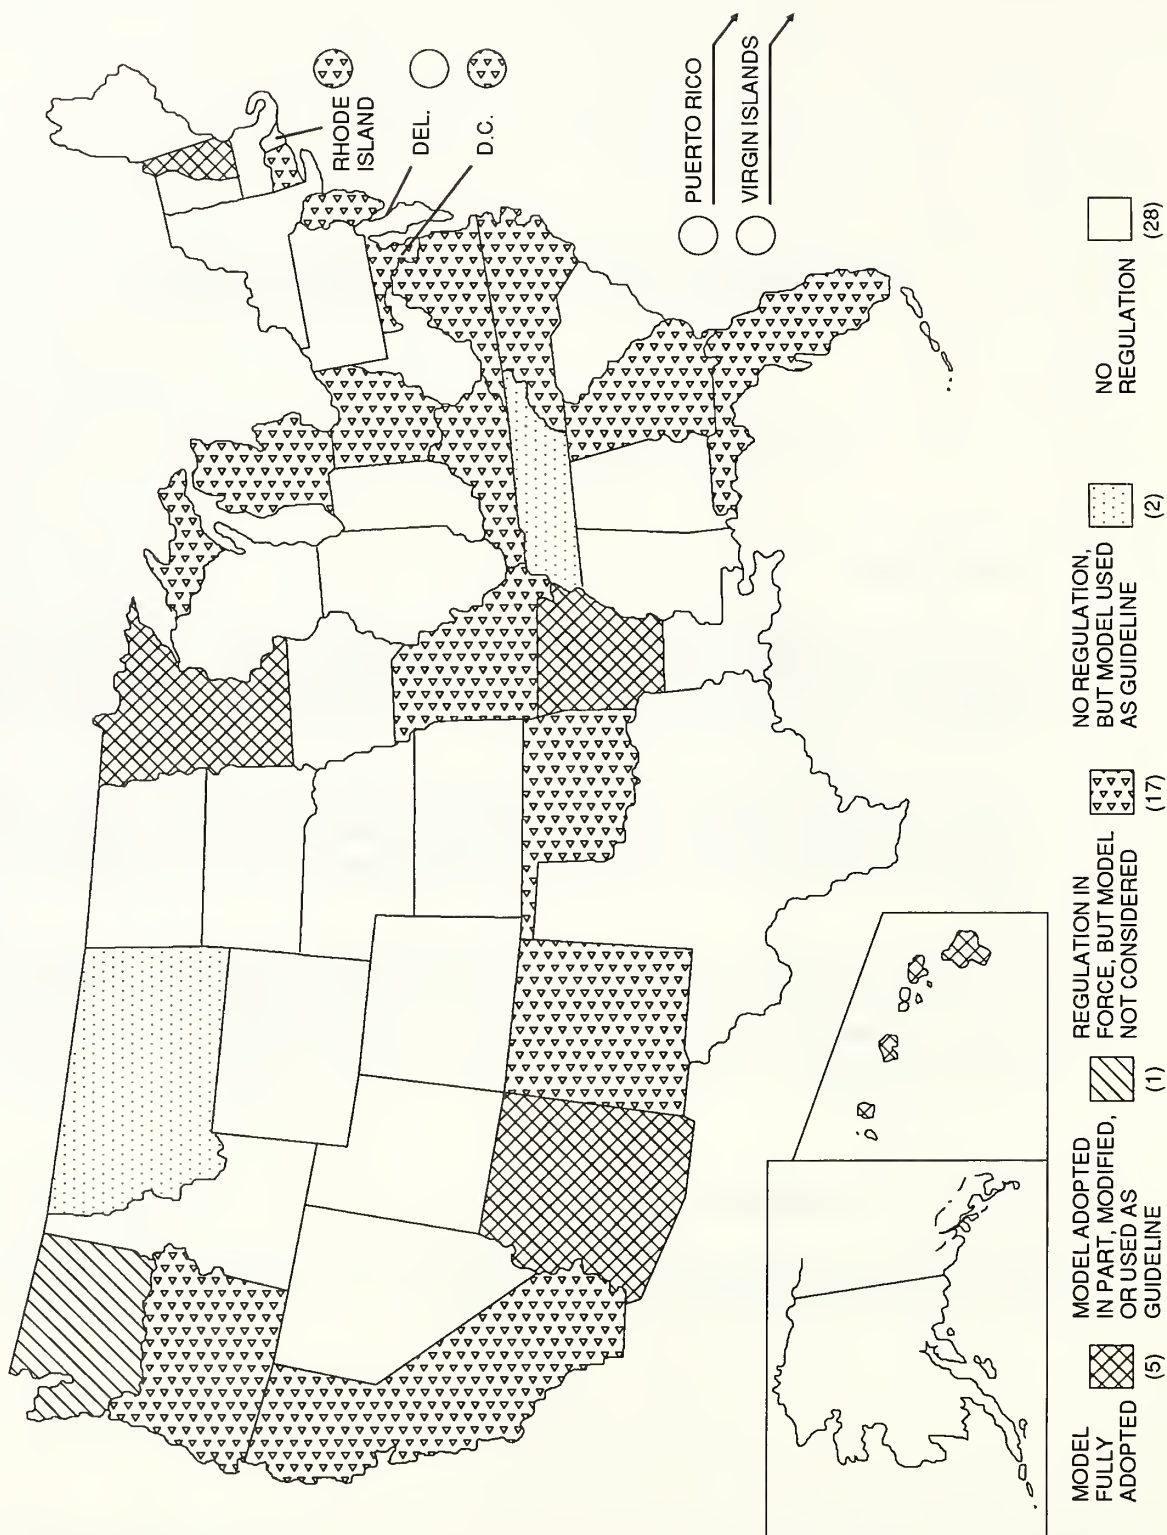 RHODE
ISLAND
DEL.
D.C.
PUERTO RICO
VIRGIN ISLANDS
MODEL
FULLY
ADOPTED
(5)
MODEL ADOPTED
IN PART, MODIFIED,
OR USED AS
GUIDELINE
(1)
REGULATION IN
FORCE, BUT MODEL
NOT CONSIDERED
(17)
NO REGULATION,
BUT MODEL USED
AS GUIDELINE
(2)
NO
REGULATION
(28)